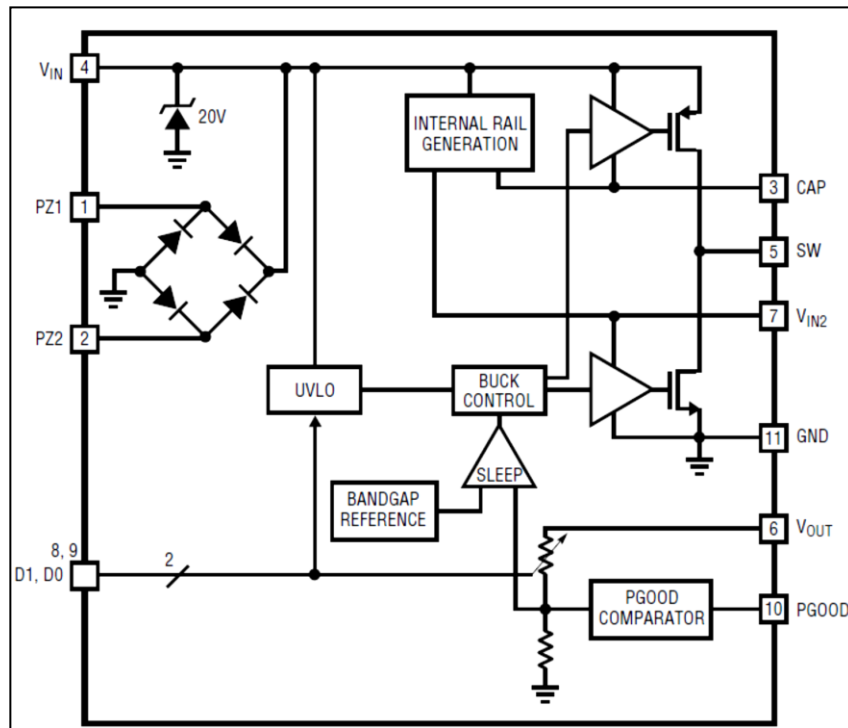 VIN 4
20V
INTERNAL RAIL
GENERATION
3 CAP
PZ1 1
5 SW
7 VIN2
PZ2 2
UVLO
BUCK
CONTROL
11 GND
SLEEP
BANDGAP
REFERENCE
6 VOUT
8, 9
D1, D0
2
PGOOD
COMPARATOR
10 PGOOD